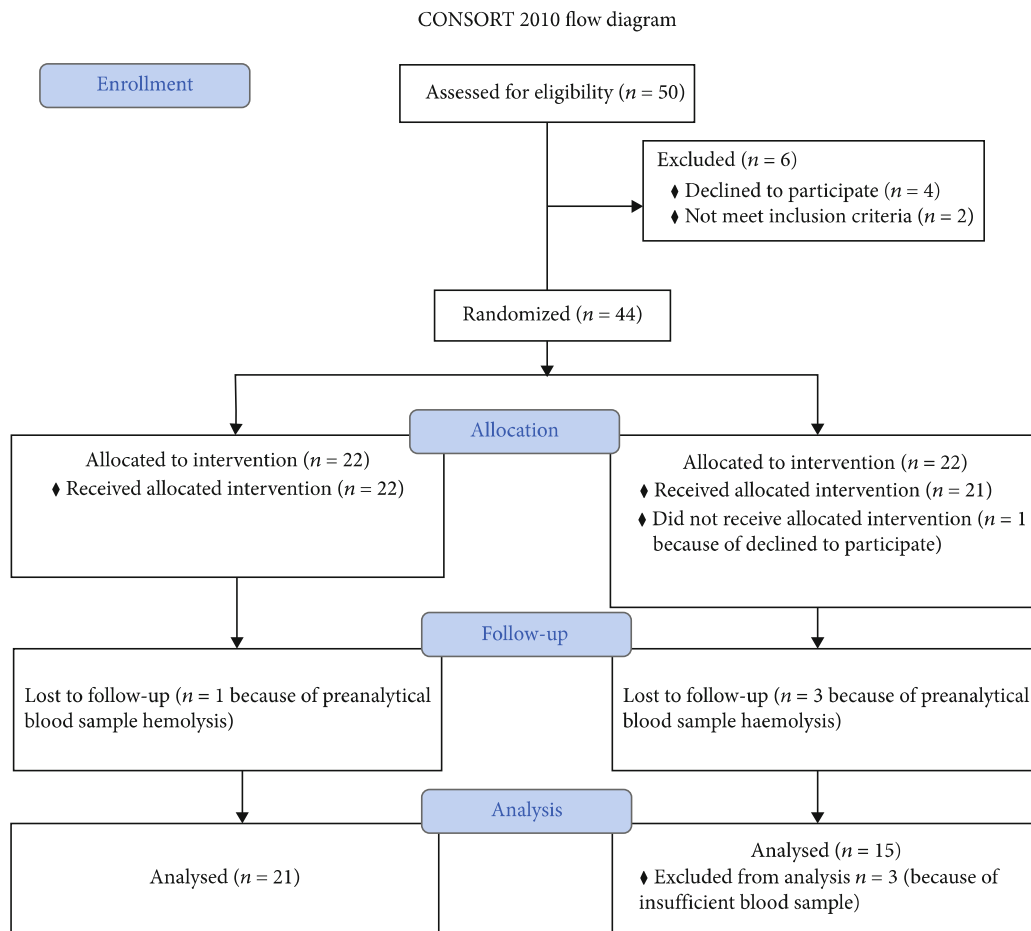 CONSORT 2010 flow diagram
Enrollment
Assessed for eligibility (n = 50)
Excluded (n = 6)
♦ Declined to participate (n = 4)
♦ Not meet inclusion criteria (n = 2)
Randomized (n = 44)
Allocation
Allocated to intervention (n = 22)
♦ Received allocated intervention (n = 22)
Allocated to intervention (n = 22)
♦ Received allocated intervention (n = 21)
♦ Did not receive allocated intervention (n = 1
because of declined to participate)
Follow-up
Lost to follow-up (n = 1 because of preanalytical
blood sample hemolysis)
Lost to follow-up (n = 3 because of preanalytical
blood sample haemolysis)
Analysis
Analysed (n = 21)
Analysed (n = 15)
♦ Excluded from analysis n = 3 (because of
insufficient blood sample)